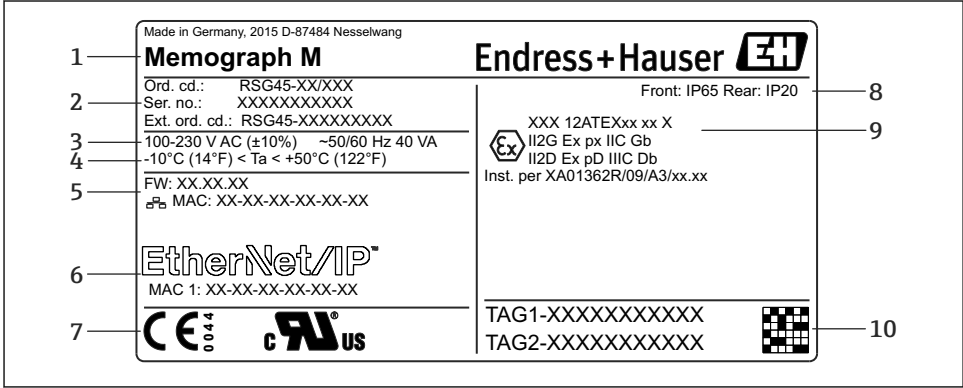 Made in Germany, 2015 D-87484 Nesselwang
1
Memograph M
Endress+Hauser EH
Ord. cd.: RSG45-XX/XXX
2
Ser. no.: XXXXXXXXXXX
Ext. ord. cd.: RSG45-XXXXXXXXX
Front: IP65 Rear: IP20
8
3
100-230 V AC (±10%) ~50/60 Hz 40 VA
4
-10°C (14°F) < Ta < +50°C (122°F)
XXX 12ATEXxx xx X
9
Ex
II2G Ex px IIC Gb
II2D Ex pD IIIC Db
Inst. per XA01362R/09/A3/xx.xx
5
FW: XX.XX.XX
MAC: XX-XX-XX-XX-XX-XX
6
EtherNet/IP™
MAC 1: XX-XX-XX-XX-XX-XX
7
CE 0044
c RU ® US
TAG1-XXXXXXXXXXX
TAG2-XXXXXXXXXXX
10